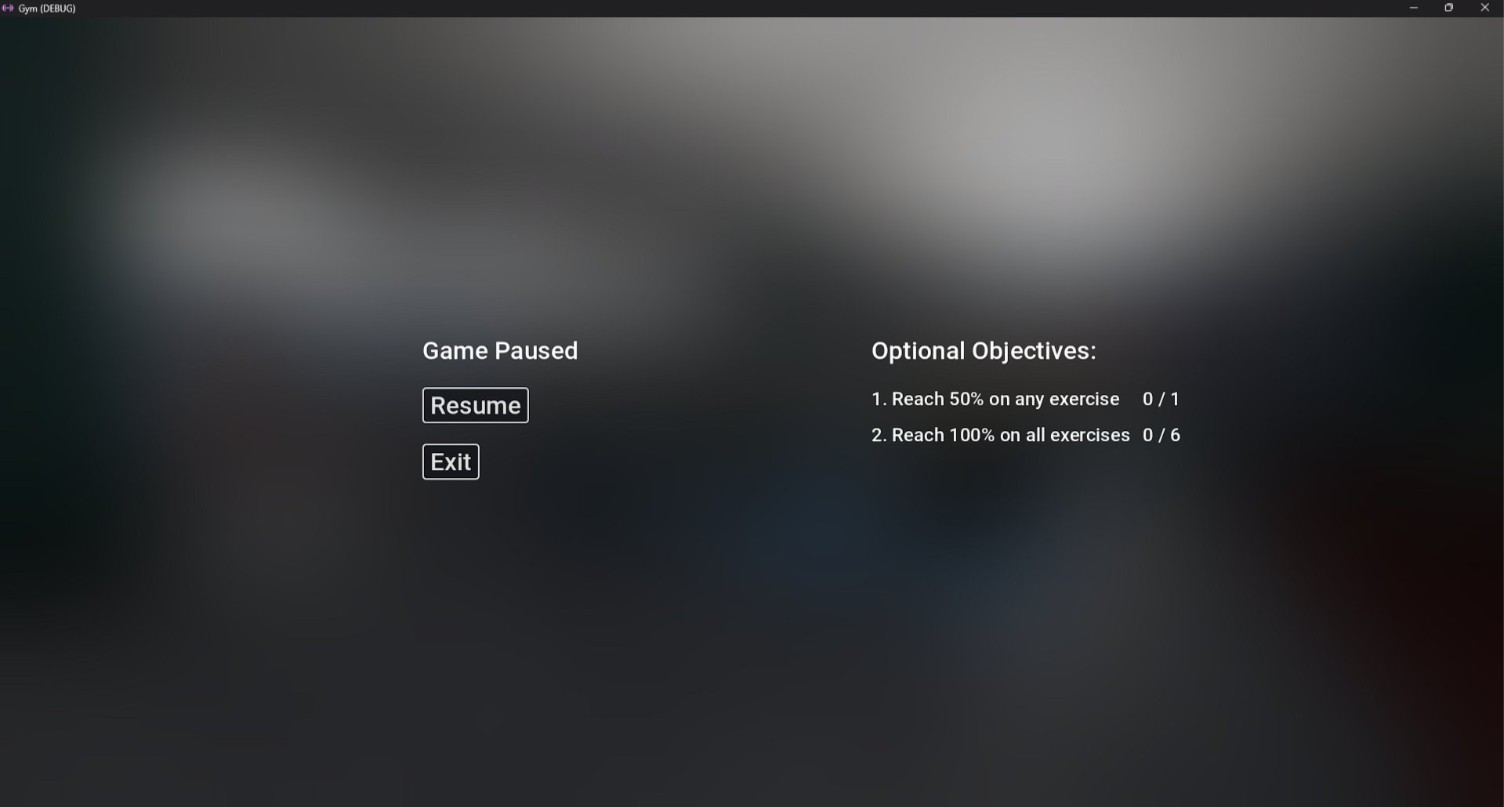 Gym (DEBUG)
Game Paused
Resume
Exit
Optional Objectives:
1. Reach 50% on any exercise 0 / 1
2. Reach 100% on all exercises 0 / 6